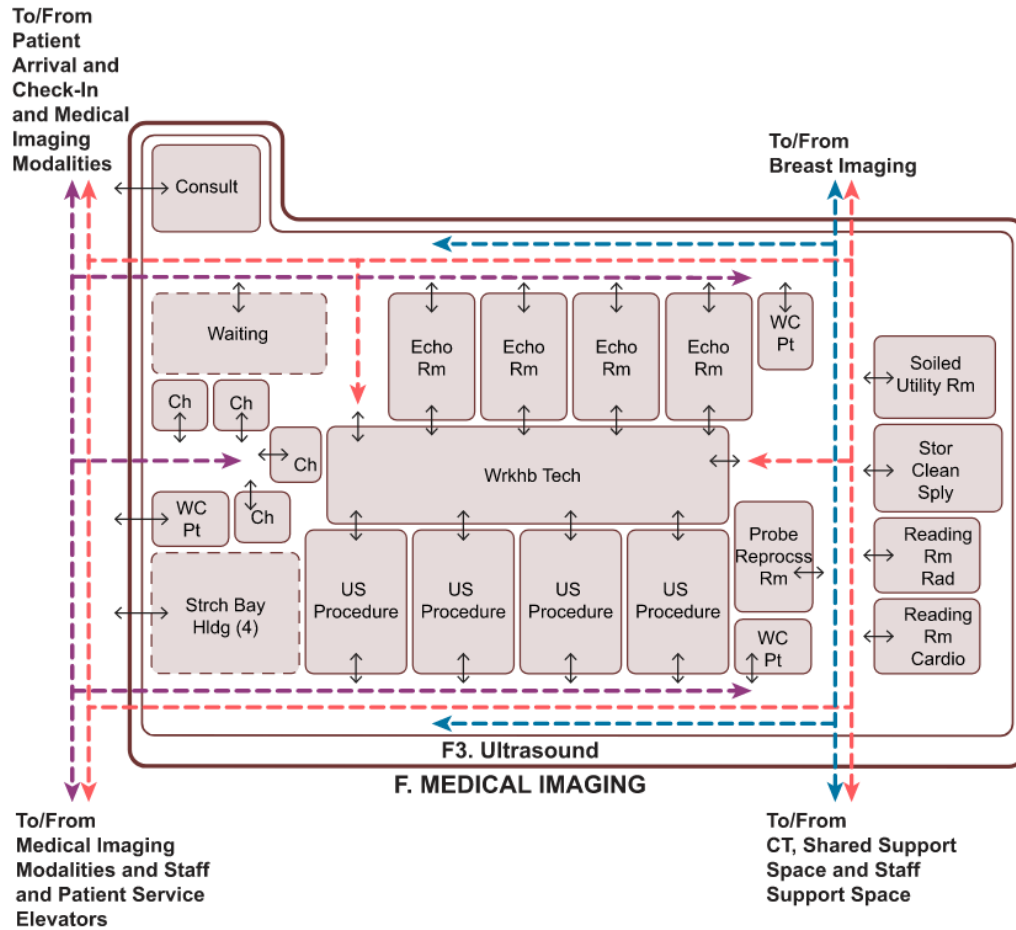 To/From
Patient
Arrival and
Check-In
and Medical
Imaging
Modalities
To/From
Breast Imaging
Consult
Waiting
Echo
Rm
Echo
Rm
Echo
Rm
Echo
Rm
WC
Pt
Soiled
Utility Rm
Ch
Ch
Ch
Wrkhb Tech
Stor
Clean
Sply
WC
Pt
Ch
Probe
Reprocss
Rm
Reading
Rm
Rad
Strch Bay
Hldg (4)
US
Procedure
US
Procedure
US
Procedure
US
Procedure
WC
Pt
Reading
Rm
Cardio
F3. Ultrasound
F. MEDICAL IMAGING
To/From
Medical Imaging
Modalities and Staff
and Patient Service
Elevators
To/From
CT, Shared Support
Space and Staff
Support Space